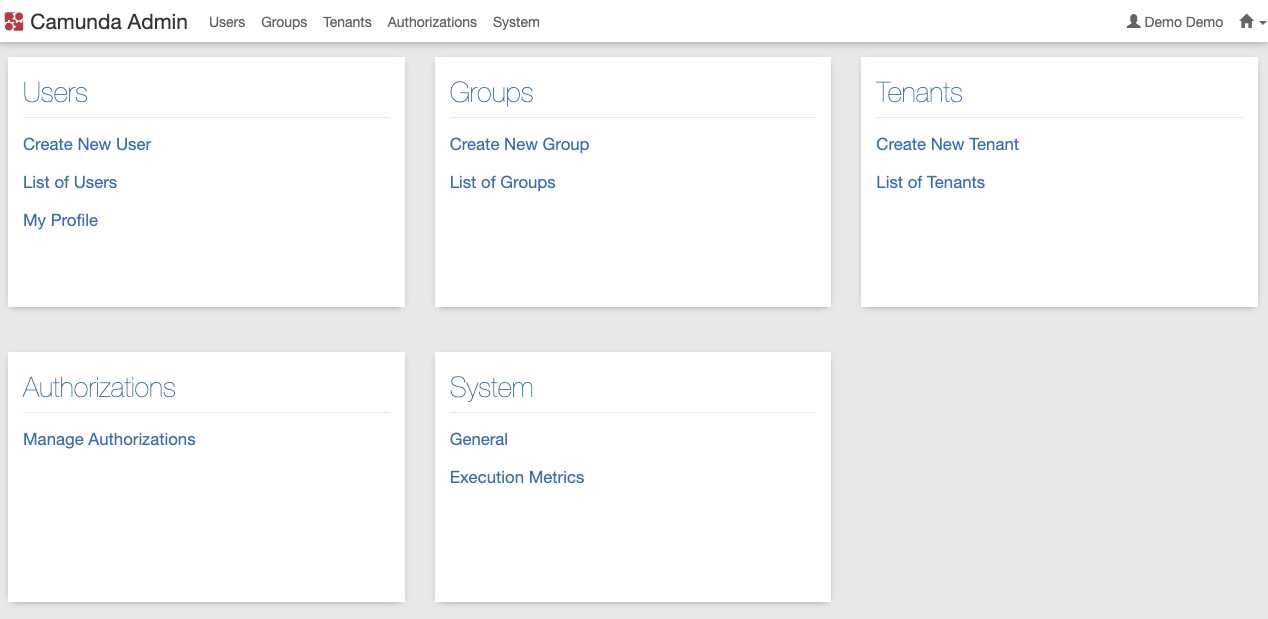 Camunda Admin Users Groups Tenants Authorizations System Demo Demo
Users
Create New User
List of Users
My Profile
Groups
Create New Group
List of Groups
Tenants
Create New Tenant
List of Tenants
Authorizations
Manage Authorizations
System
General
Execution Metrics